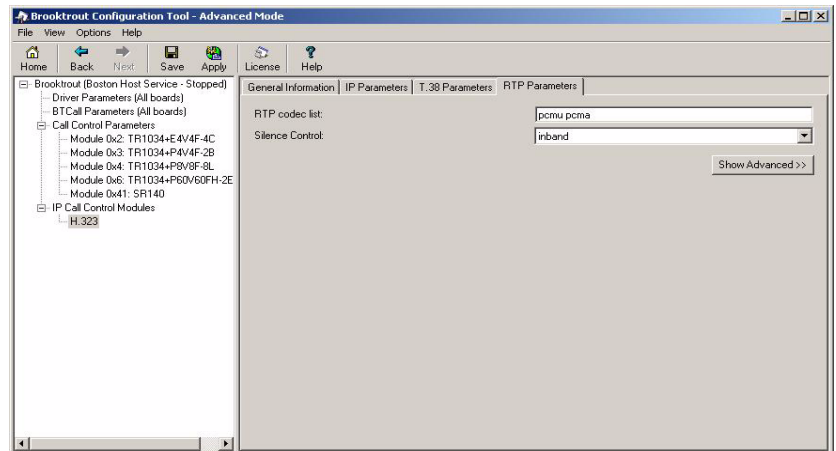 Brooktrout Configuration Tool - Advanced Mode
File View Options Help
Home Back Next Save Apply License Help
Brooktrout (Boston Host Service - Stopped)
Driver Parameters (All boards)
BTCall Parameters (All boards)
Call Control Parameters
Module 0x2: TR1034+E4V4F-4C
Module 0x3: TR1034+P4V4F-2B
Module 0x4: TR1034+P8V8F-8L
Module 0x6: TR1034+P60V60FH-2E
Module 0x41: SR140
IP Call Control Modules
H.323
General Information IP Parameters T.38 Parameters RTP Parameters
RTP codec list: pcmu pcma
Silence Control: inband
Show Advanced >>